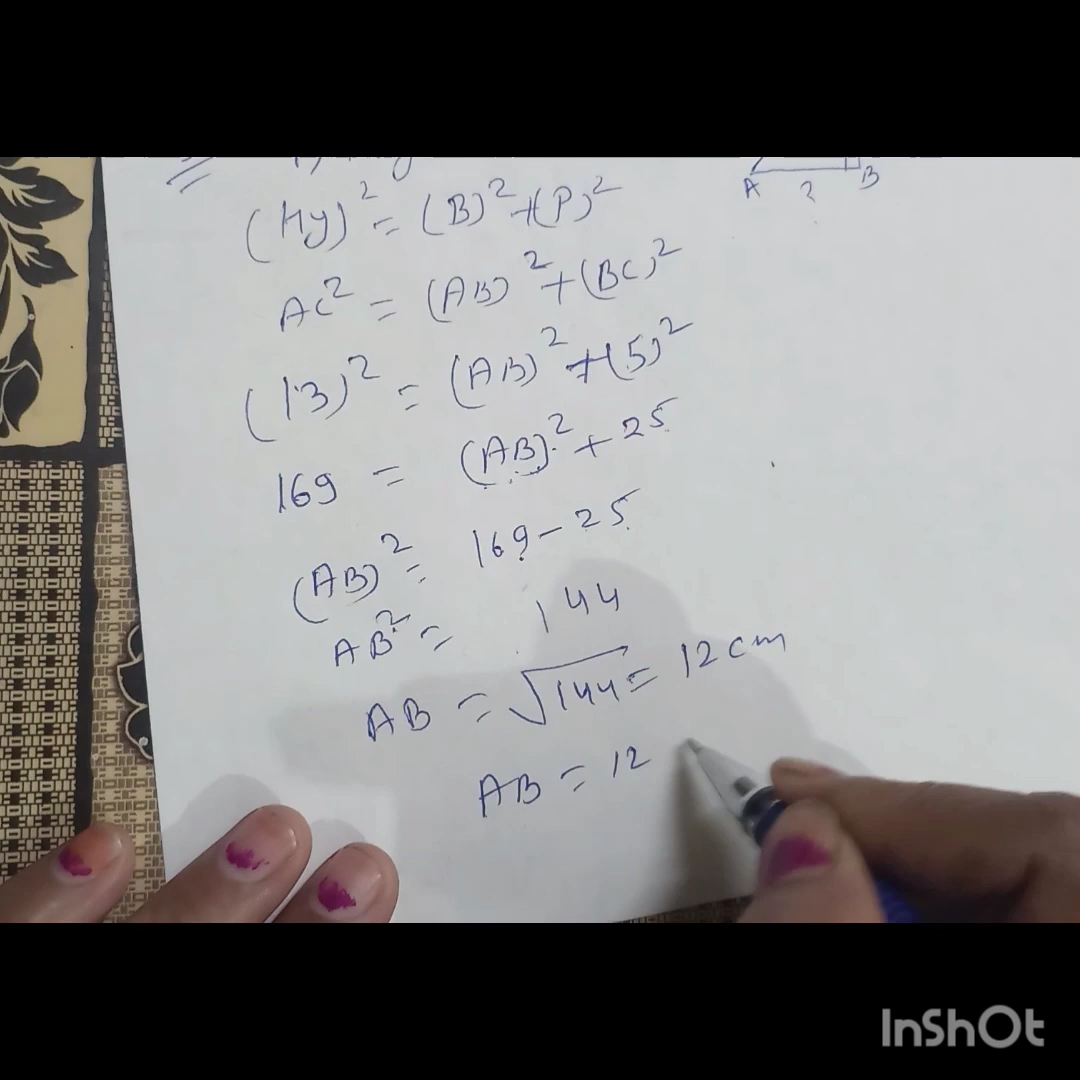 A ? B
(Hy)² = (B)² + (P)²
AC² = (AB)² + (BC)²
(13)² = (AB)² + (5)²
169 = (AB)² + 25
(AB)² = 169 - 25
AB² = 144
AB = √144 = 12 cm
AB = 12
InShOt